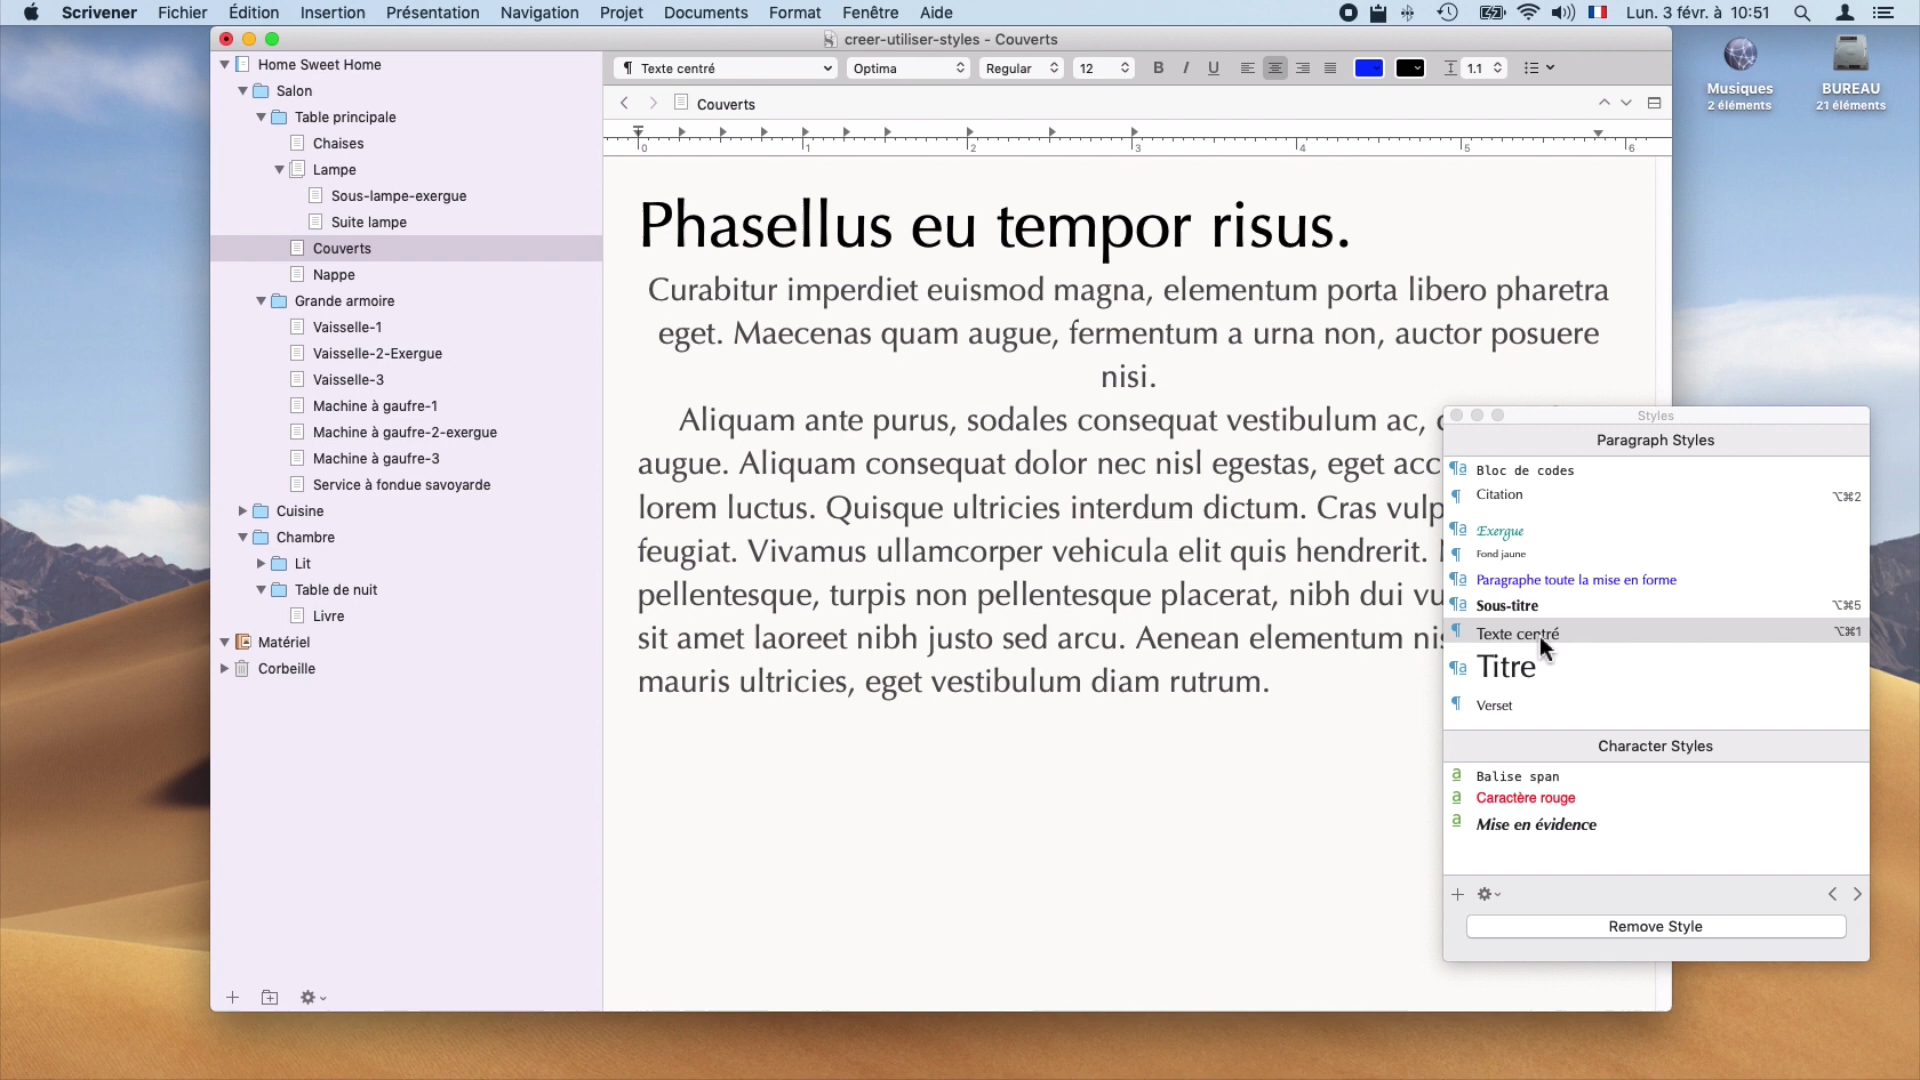 Scrivener Fichier Édition Insertion Présentation Navigation Projet Documents Format Fenêtre Aide Lun. 3 févr. à 10:51
creer-utiliser-styles - Couverts
Musiques
2 éléments
BUREAU
21 éléments
Home Sweet Home
Salon
Table principale
Chaises
Lampe
Sous-lampe-exergue
Suite lampe
Couverts
Nappe
Grande armoire
Vaisselle-1
Vaisselle-2-Exergue
Vaisselle-3
Machine à gaufre-1
Machine à gaufre-2-exergue
Machine à gaufre-3
Service à fondue savoyarde
Cuisine
Chambre
Lit
Table de nuit
Livre
Matériel
Corbeille
¶ Texte centré Optima Regular 12 B I U 1.1
Couverts
0 1 2 3 4 5 6
Phasellus eu tempor risus.
Curabitur imperdiet euismod magna, elementum porta libero pharetra
eget. Maecenas quam augue, fermentum a urna non, auctor posuere
nisi.
Aliquam ante purus, sodales consequat vestibulum ac,
augue. Aliquam consequat dolor nec nisl egestas, eget acc
lorem luctus. Quisque ultricies interdum dictum. Cras vulp
feugiat. Vivamus ullamcorper vehicula elit quis hendrerit.
pellentesque, turpis non pellentesque placerat, nibh dui vu
sit amet laoreet nibh justo sed arcu. Aenean elementum nis
mauris ultricies, eget vestibulum diam rutrum.
Styles
Paragraph Styles
¶a Bloc de codes
¶ Citation ⌥⌘2
¶a Exergue
¶ Fond jaune
¶a Paragraphe toute la mise en forme
¶a Sous-titre ⌥⌘5
¶ Texte centré ⌥⌘1
¶a Titre
¶ Verset
Character Styles
a Balise span
a Caractère rouge
a Mise en évidence
Remove Style